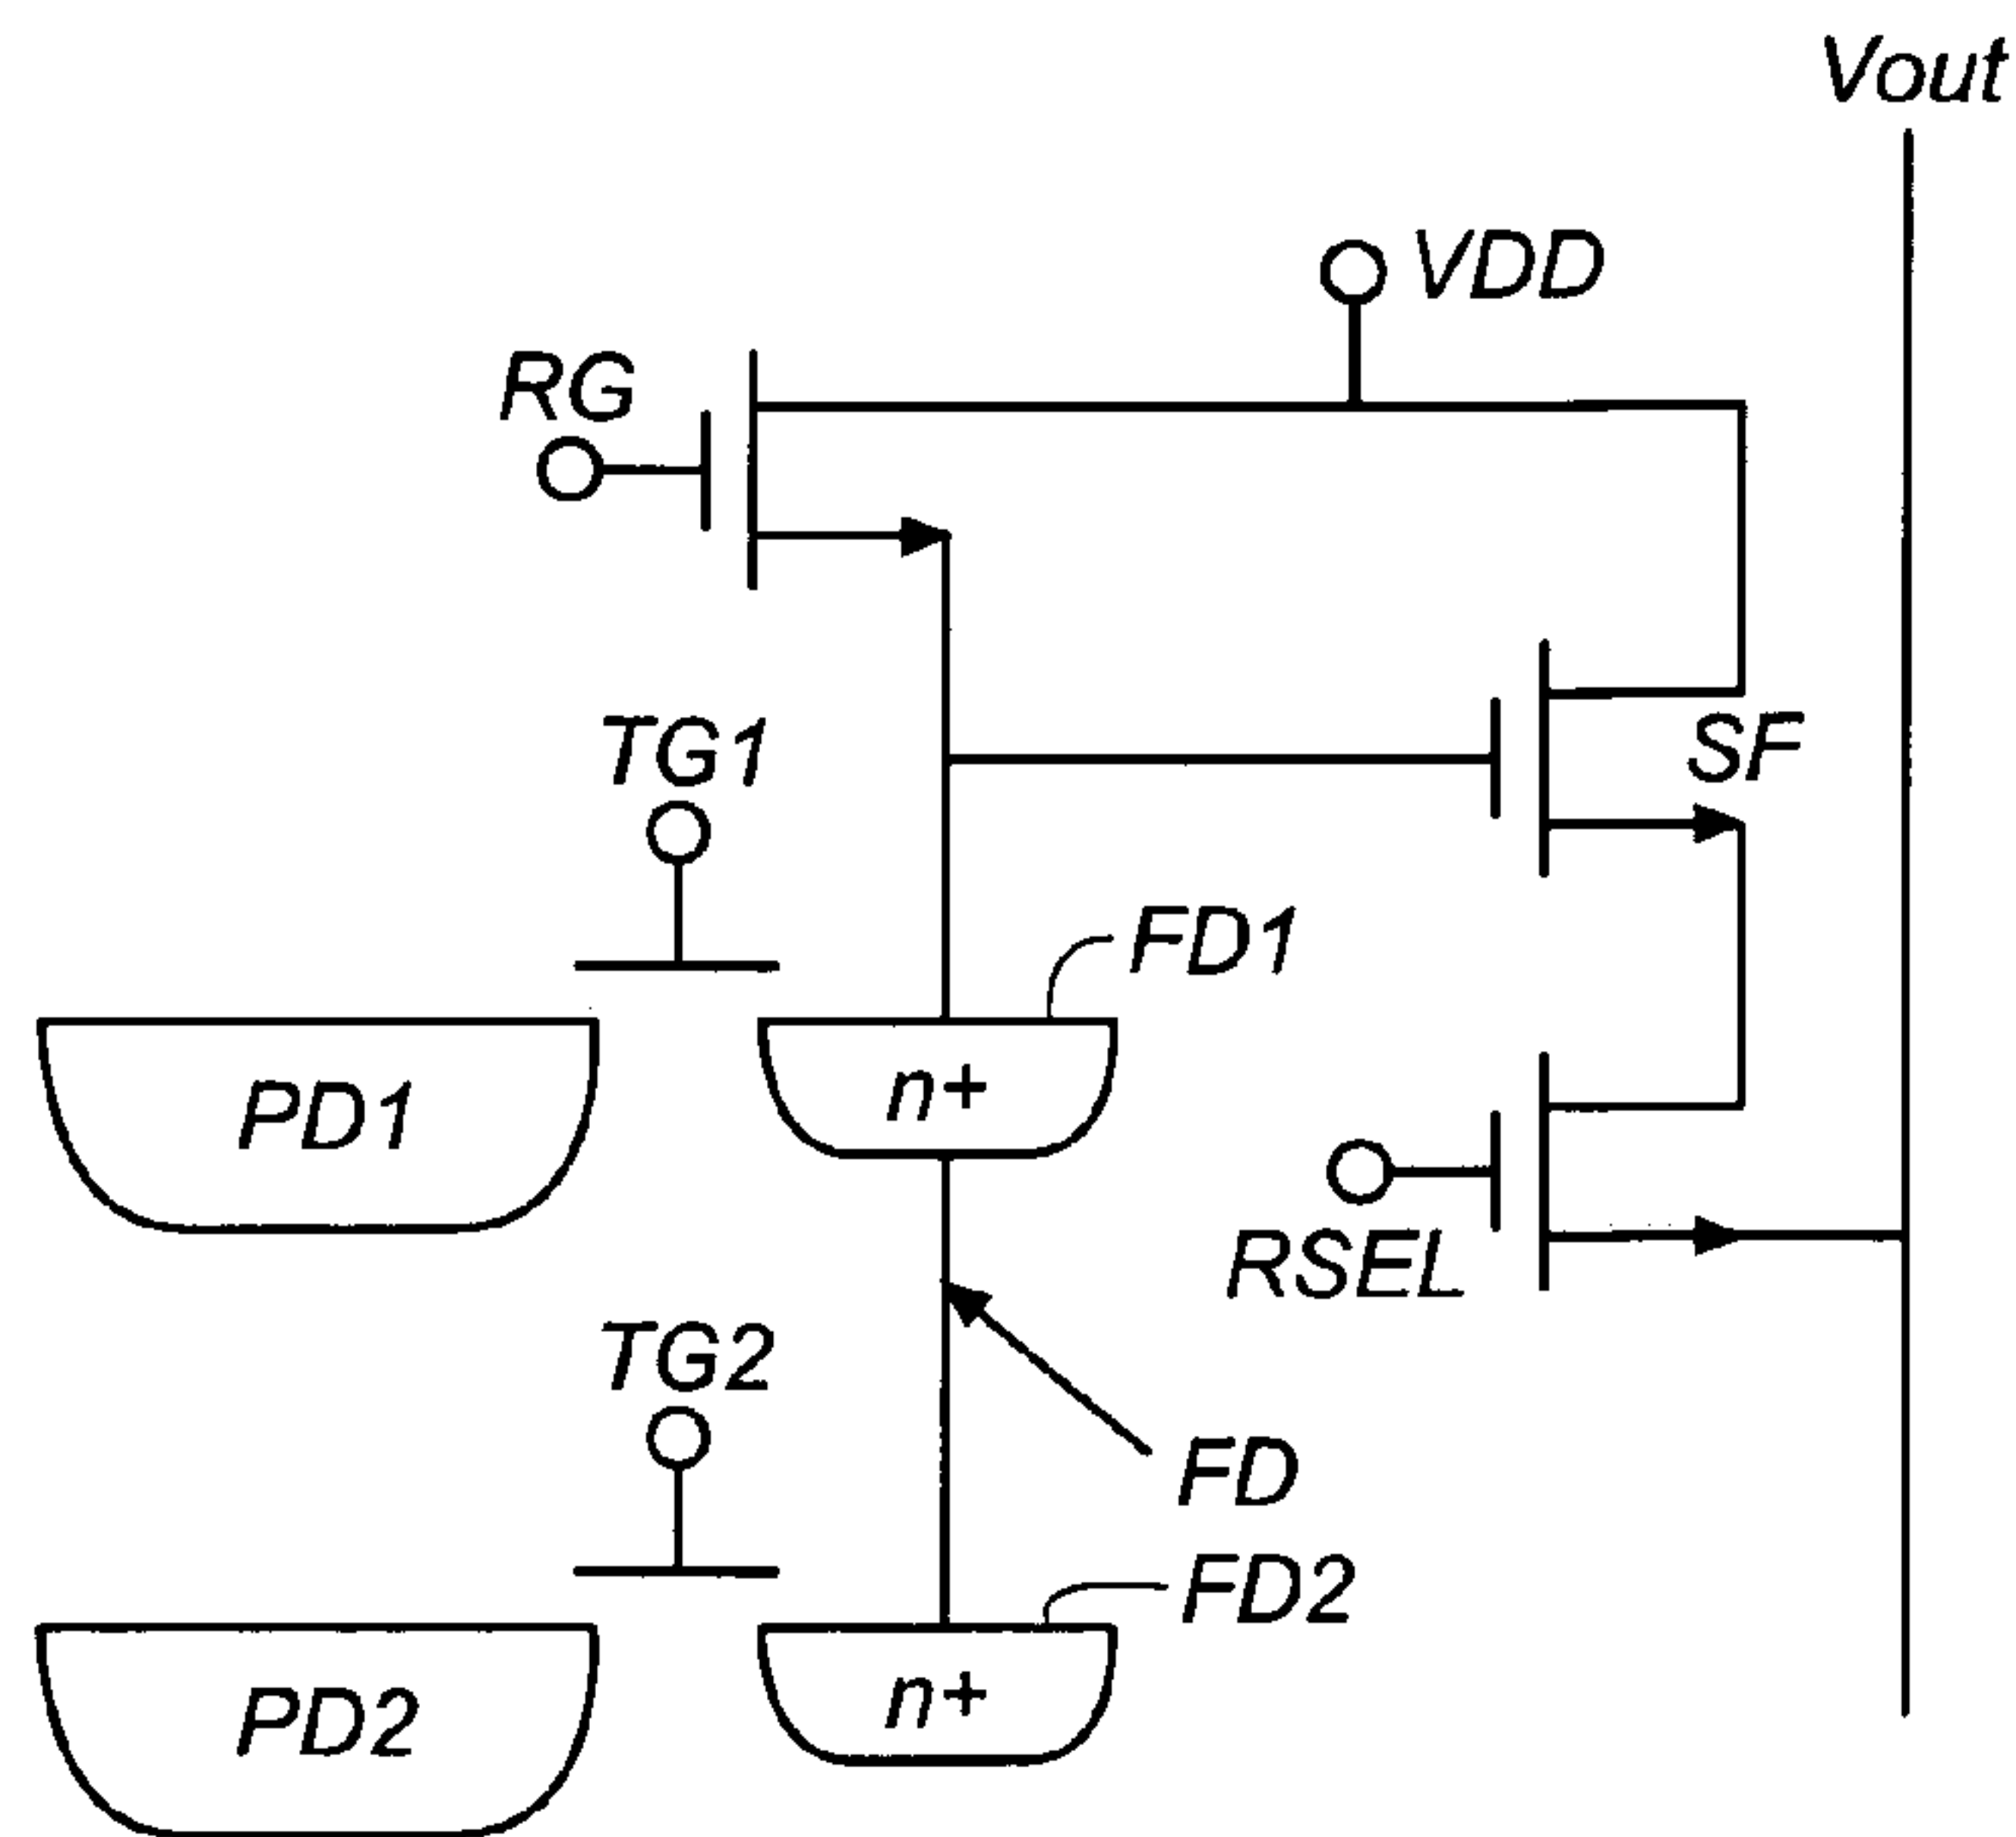 Vout
VDD
RG
TG1
SF
FD1
n+
PD1
RSEL
TG2
FD
FD2
n+
PD2